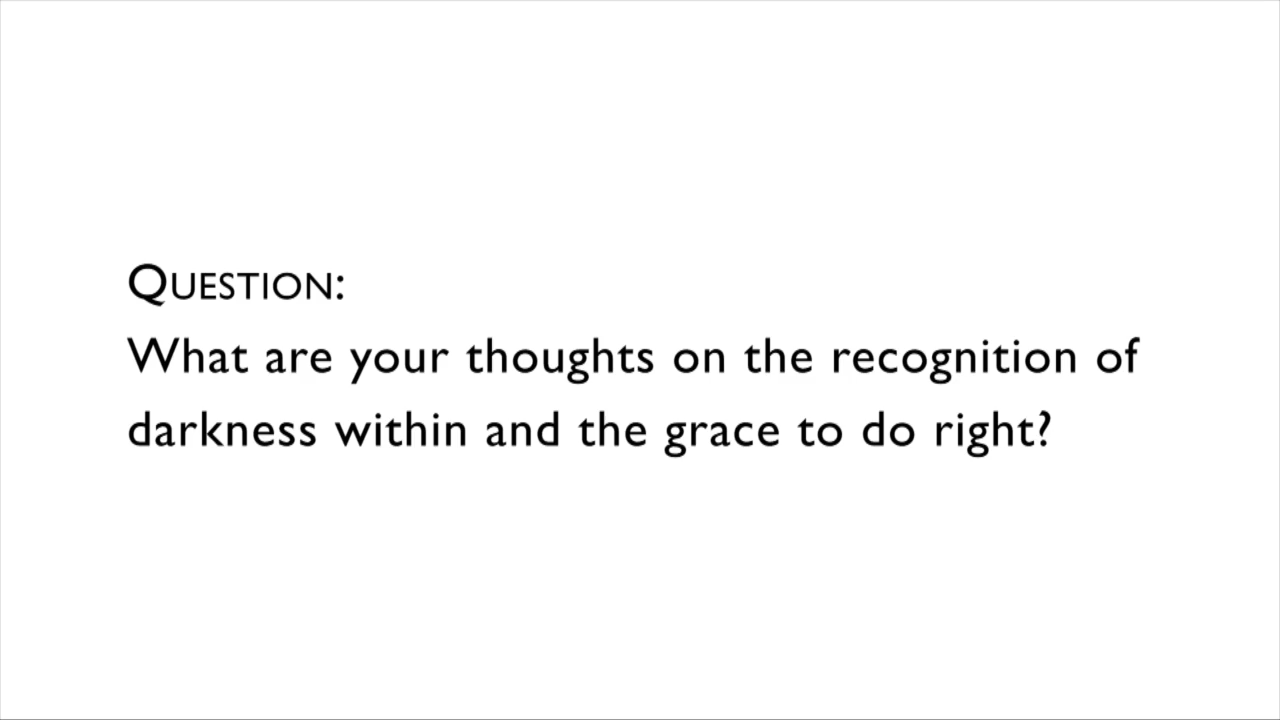 QUESTION:
What are your thoughts on the recognition of
darkness within and the grace to do right?